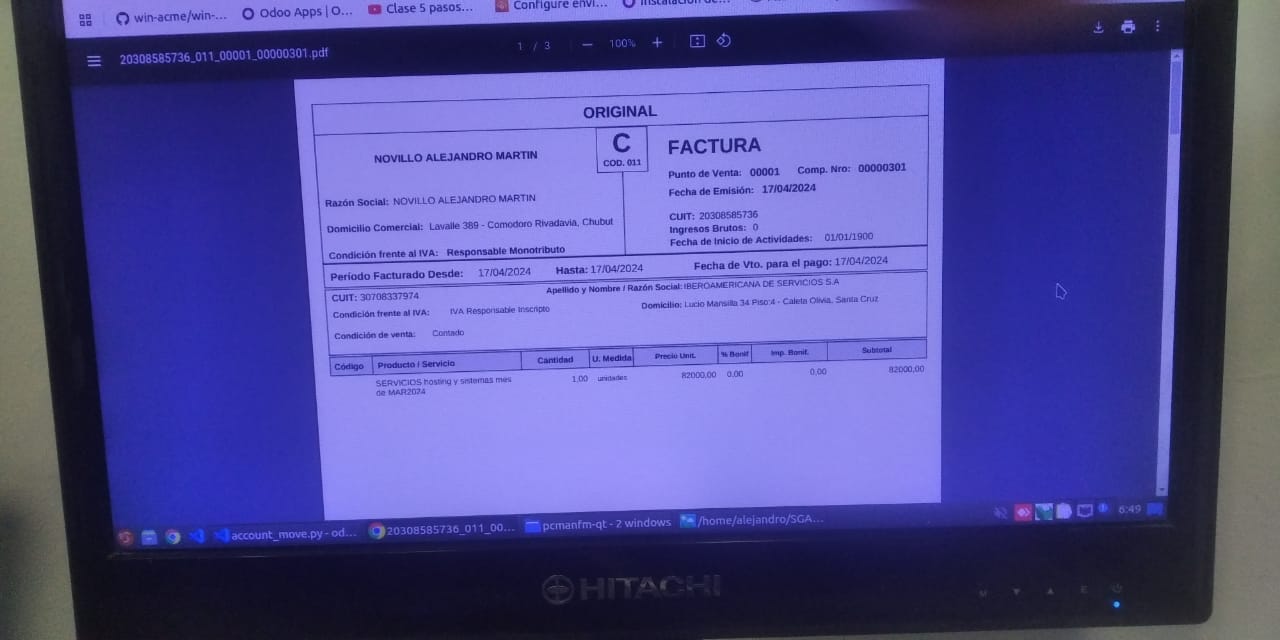 win-acme/win-...
Odoo Apps | O...
Clase 5 pasos...
Configure envi...
20308585736_011_00001_00000301.pdf
1 / 3
100%
ORIGINAL
NOVILLO ALEJANDRO MARTIN
C
COD. 011
FACTURA
Punto de Venta: 00001 Comp. Nro: 00000301
Fecha de Emisión: 17/04/2024
Razón Social: NOVILLO ALEJANDRO MARTIN
Domicilio Comercial: Lavalle 389 - Comodoro Rivadavia, Chubut
Condición frente al IVA: Responsable Monotributo
CUIT: 20308585736
Ingresos Brutos: 0
Fecha de Inicio de Actividades: 01/01/1900
Período Facturado Desde: 17/04/2024 Hasta: 17/04/2024 Fecha de Vto. para el pago: 17/04/2024
CUIT: 30708337974 Apellido y Nombre / Razón Social: IBEROAMERICANA DE SERVICIOS S.A
Condición frente al IVA: IVA Responsable Inscripto Domicilio: Lucio Mansilla 34 Piso:4 - Caleta Olivia, Santa Cruz
Condición de venta: Contado
Código Producto / Servicio Cantidad U. Medida Precio Unit. % Bonif Imp. Bonif. Subtotal
SERVICIOS hosting y sistemas mes 1,00 unidades 82000,00 0,00 0,00 82000,00
de MAR2024
account_move.py - od...
20308585736_011_00...
pcmanfm-qt - 2 windows
/home/alejandro/SGA...
6:49
HITACHI